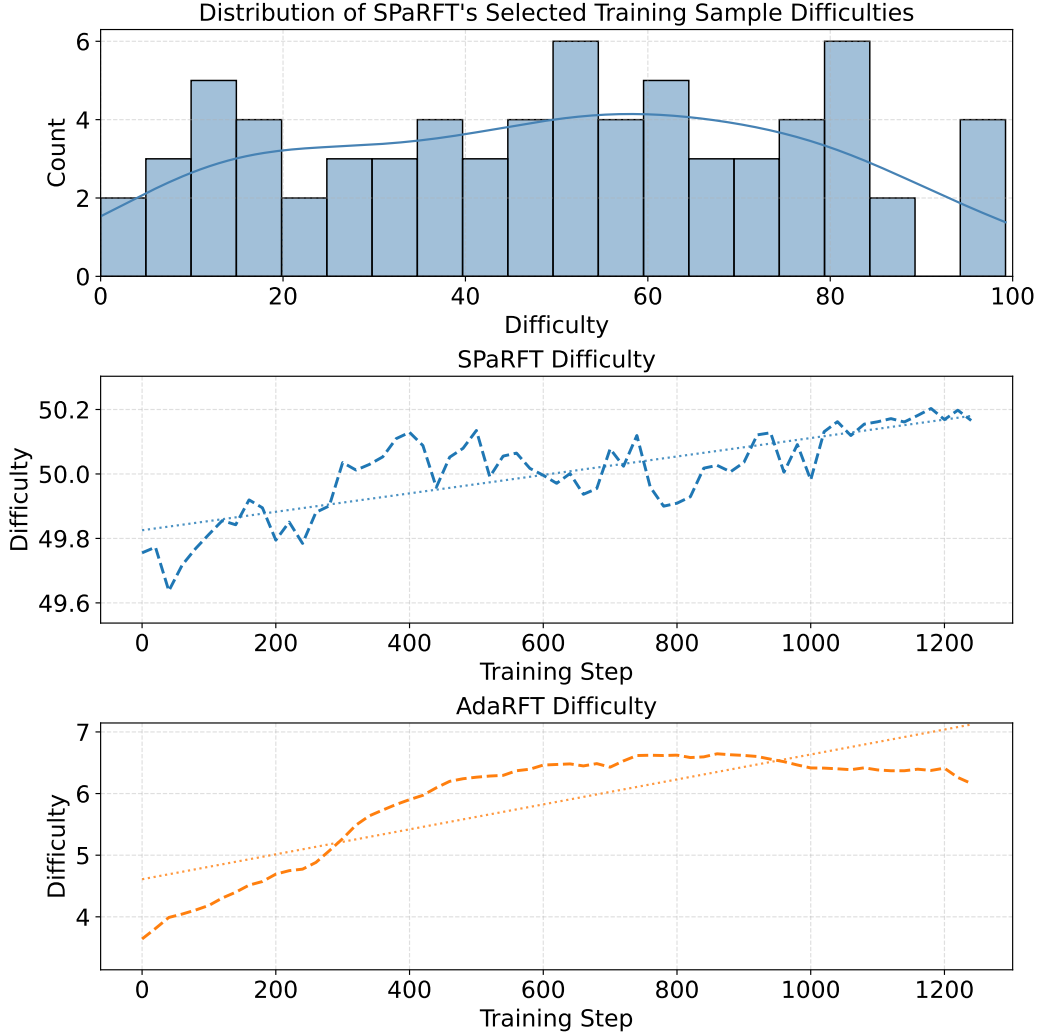 Distribution of SPaRFT's Selected Training Sample Difficulties
Count
6
4
2
0
0 20 40 60 80 100
Difficulty
SPaRFT Difficulty
Difficulty
50.2
50.0
49.8
49.6
0 200 400 600 800 1000 1200
Training Step
AdaRFT Difficulty
Difficulty
7
6
5
4
0 200 400 600 800 1000 1200
Training Step